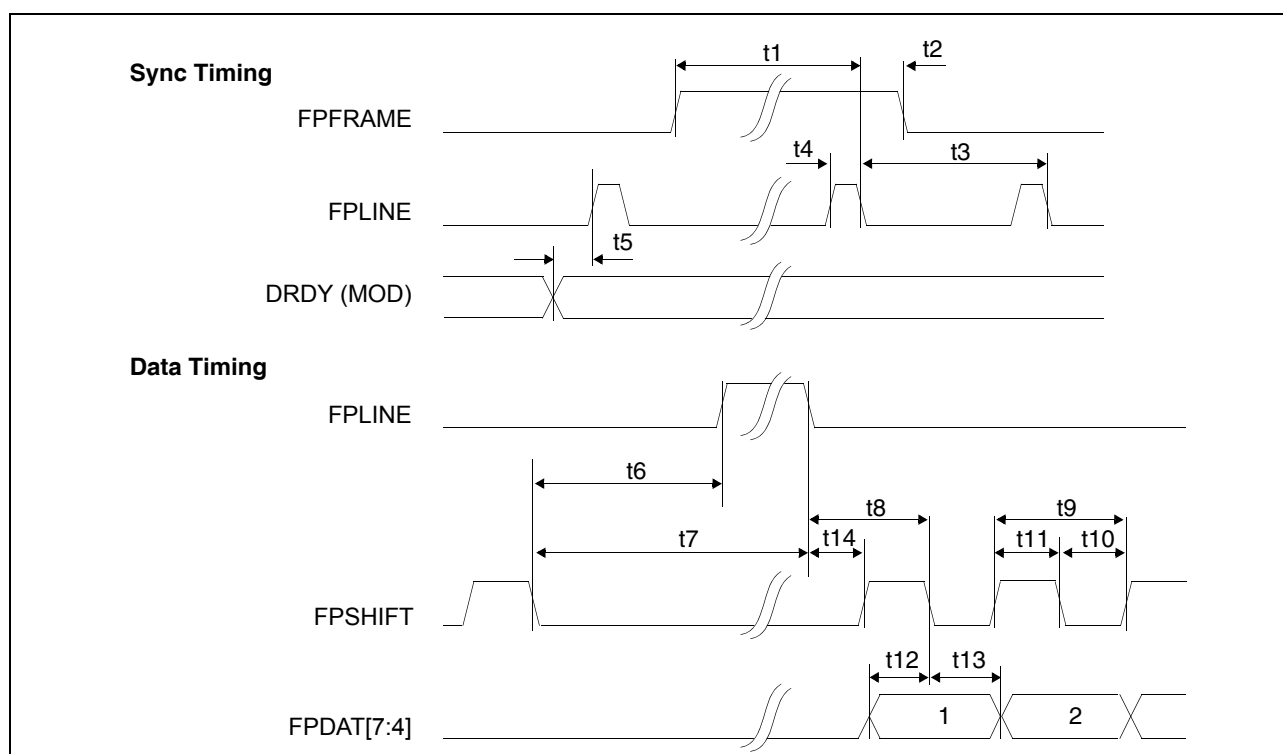 Sync Timing
t1
t2
FPFRAME
t4
t3
FPLINE
t5
DRDY (MOD)
Data Timing
FPLINE
t6
t8
t9
t7
t14
t11
t10
FPSHIFT
t12
t13
FPDAT[7:4]
1
2